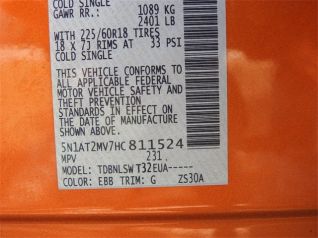 COLD SINGLE
GAWR RR.: 1089 KG
2401 LB
WITH 225/60R18 TIRES
18 x 7J RIMS AT 33 PSI
COLD SINGLE
THIS VEHICLE CONFORMS TO
ALL APPLICABLE FEDERAL
MOTOR VEHICLE SAFETY AND
THEFT PREVENTION
STANDARDS IN EFFECT ON THE
DATE OF MANUFACTURE
SHOWN ABOVE
5N1AT2MV7HC811524
MPV 231
MODEL: TDBNLSW T32EUA-----
COLOR: EBB TRIM: G ZS30A